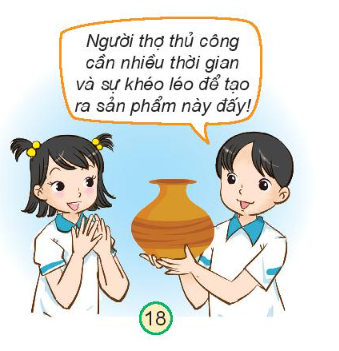 Người thợ thủ công
cần nhiều thời gian
và sự khéo léo để tạo
ra sản phẩm này đấy!
18